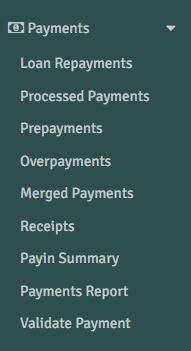 Payments
Loan Repayments
Processed Payments
Prepayments
Overpayments
Merged Payments
Receipts
Payin Summary
Payments Report
Validate Payment